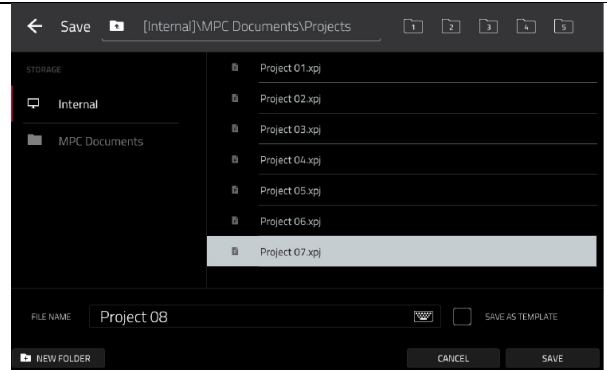 Save [Internal]\MPC Documents\Projects 1 2 3 4 5
STORAGE
Internal
MPC Documents
Project 01.xpj
Project 02.xpj
Project 03.xpj
Project 04.xpj
Project 05.xpj
Project 06.xpj
Project 07.xpj
FILE NAME Project 08 SAVE AS TEMPLATE
NEW FOLDER CANCEL SAVE